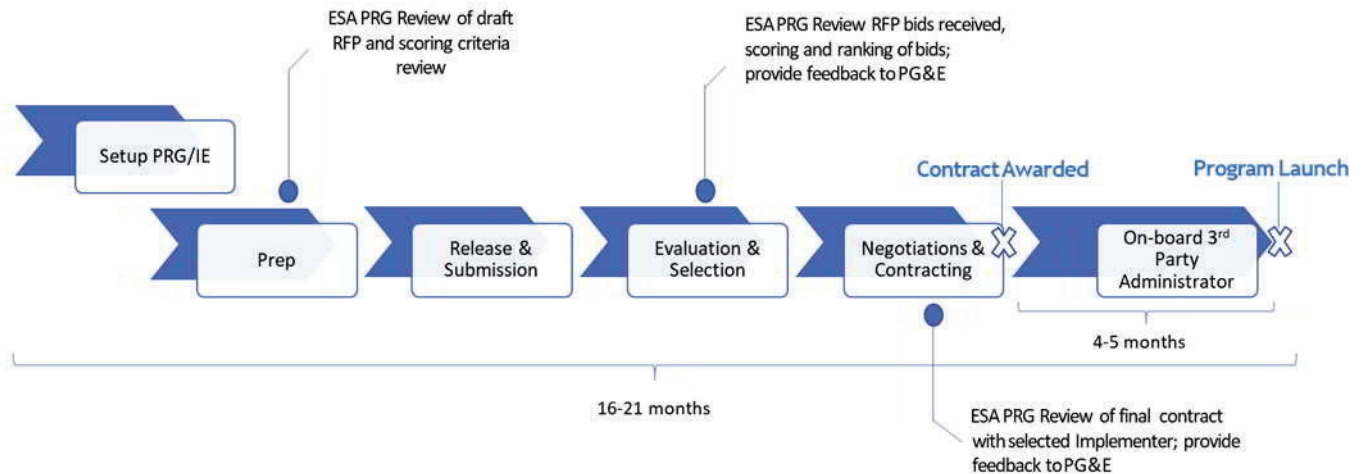 ESA PRG Review of draft
RFP and scoring criteria
review
ESA PRG Review RFP bids received,
scoring and ranking of bids;
provide feedback to PG&E
Setup PRG/IE
Contract Awarded
Program Launch
Prep
Release &
Submission
Evaluation &
Selection
Negotiations &
Contracting
On-board 3rd
Party
Administrator
4-5 months
16-21 months
ESA PRG Review of final contract
with selected Implementer; provide
feedback to PG&E